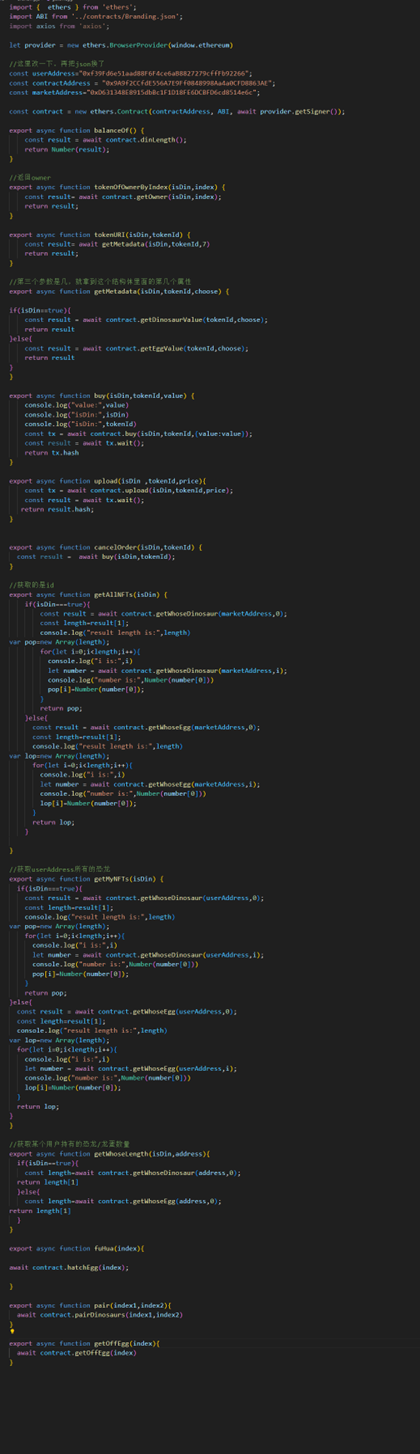 import { ethers } from 'ethers';
import ABI from '../contracts/Branding.json';
import axios from 'axios';
let provider = new ethers.BrowserProvider(window.ethereum)
//这里改一下，再把json换了
const userAddress="0xf39Fd6e51aad88F6F4ce6aB8827279cffFb92266";
const contractAddress =
const marketAddress=
const contract = new ethers.Contract(contractAddress, ABI, await provider.getSigner());
export async function balanceOf() {
const result = await contract.dinLength();
return Number(result);
}
//返回owner
export async function tokenOfOwnerByIndex(isDin,index) {
const result= await contract.getOwner(isDin,index);
return result;
}
export async function tokenURI(isDin,tokenId) {
const result= await getMetadata(isDin,tokenId,7)
return result;
}
//第三个参数是几，就拿到这个结构体里面的第几个属性
export async function getMetadata(isDin,tokenId,choose) {
if(isDin==true){
const result = await contract.getDinosaurValue(tokenId,choose);
return result
}else{
const result = await contract.getEggValue(tokenId,choose);
return result
}
}
export async function buy(isDin,tokenId,value) {
console.log("value:",value)
console.log("isDin:",isDin)
console.log("isDin:",tokenId)
const tx = await contract.buy(isDin,tokenId,{value:value});
const result = await tx.wait();
return tx.hash
}
export async function upload(isDin ,tokenId,price){
const tx = await contract.upload(isDin,tokenId,price);
const result = await tx.wait();
return result.hash;
}
export async function cancelOrder(isDin,tokenId) {
const result =  await buy(isDin,tokenId);
}
//获取的是id
export async function getAllNFTs(isDin) {
if(isDin===true){
const result = await contract.getWhoseDinosaur(marketAddress,0);
const length=result[1];
console.log("result length is:",length)
var pop=new Array(length);
for(let i=0;i<length;i++){
console.log("i is:",i)
let number = await contract.getWhoseDinosaur(marketAddress,i);
console.log("number is:",Number(number[0]))
pop[i]=Number(number[0]);
}
return pop;
}else{
const result = await contract.getWhoseEgg(marketAddress,0);
const length=result[1];
console.log("result length is:",length)
var lop=new Array(length);
for(let i=0;i<length;i++){
console.log("i is:",i)
let number = await contract.getWhoseEgg(marketAddress,i);
console.log("number is:",Number(number[0]))
lop[i]=Number(number[0]);
}
return lop;
}
}
//获取userAddress所有的恐龙
export async function getMyNFTs(isDin) {
if(isDin===true){
const result = await contract.getWhoseDinosaur(userAddress,0);
const length=result[1];
console.log("result length is:",length)
var pop=new Array(length);
for(let i=0;i<length;i++){
console.log("i is:",i)
let number = await contract.getWhoseDinosaur(userAddress,i);
console.log("number is:",Number(number[0]))
pop[i]=Number(number[0]);
}
return pop;
}else{
const result = await contract.getWhoseEgg(userAddress,0);
const length=result[1];
console.log("result length is:",length)
var lop=new Array(length);
for(let i=0;i<length;i++){
console.log("i is:",i)
let number = await contract.getWhoseEgg(userAddress,i);
console.log("number is:",Number(number[0]))
lop[i]=Number(number[0]);
}
return lop;
}
}
//获取某个用户持有的恐龙/龙蛋数量
export async function getWhoseLength(isDin,address){
if(isDin==true){
const length=await contract.getWhoseDinosaur(address,0);
return length[1]
}else{
const length=await contract.getWhoseEgg(address,0);
return length[1]
}
}
export async function fuHua(index){
await contract.hatchEgg(index);
}
export async function pair(index1,index2){
await contract.pairDinosaurs(index1,index2)
}
export async function getOffEgg(index){
await contract.getOffEgg(index)
}